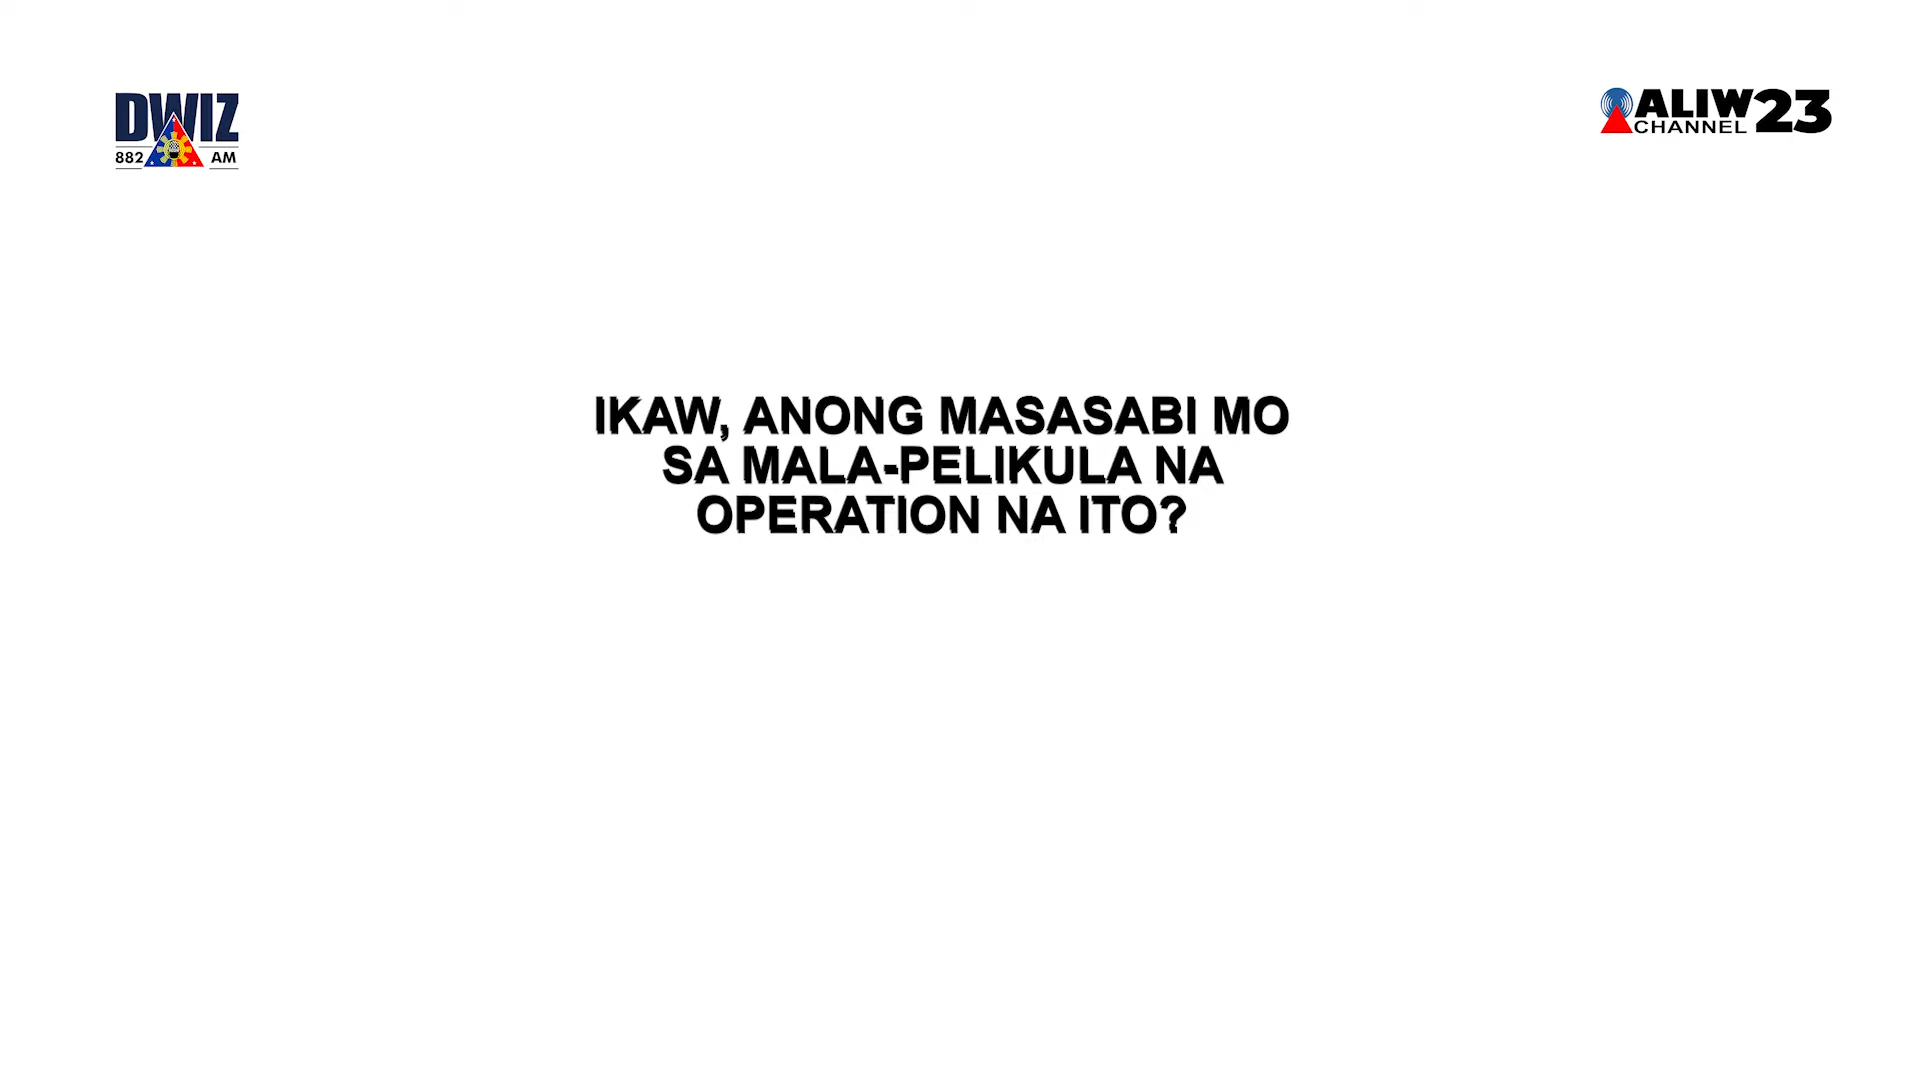 DWIZ
882 AM
ALIW 23
CHANNEL
IKAW, ANONG MASASABI MO
SA MALA-PELIKULA NA
OPERATION NA ITO?